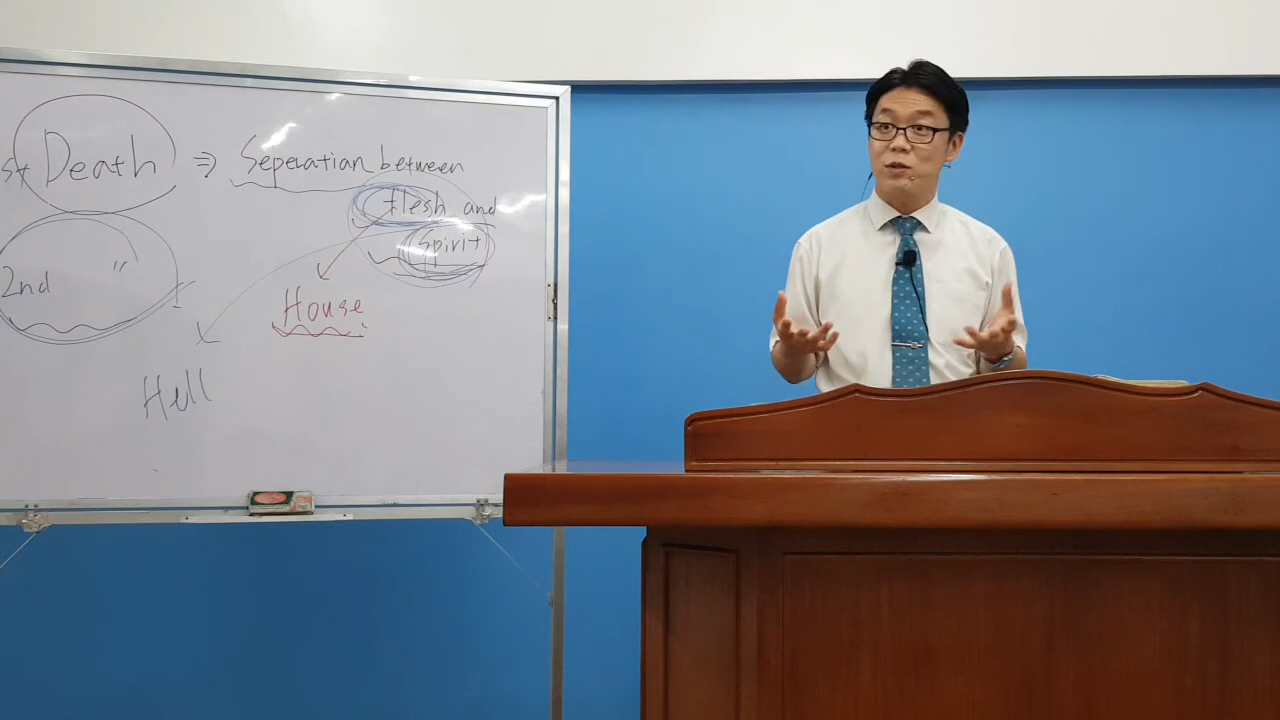 st Death ⇒ Seperation between
flesh and
Spirit
2nd "
House
Hell